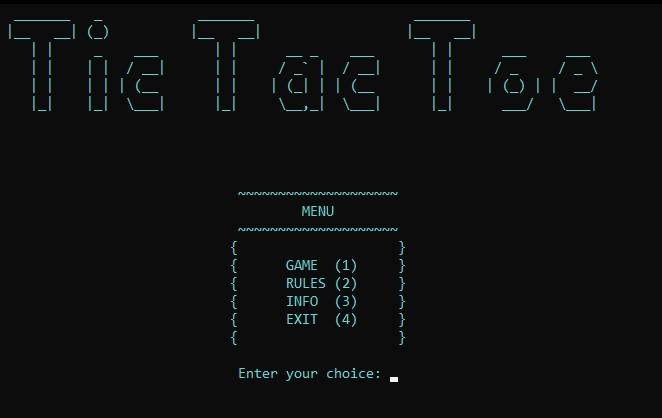 Tic Tac Toe
~~~~~~~~~~~~~~~~~~~~
MENU
~~~~~~~~~~~~~~~~~~~~
{ }
{ GAME (1) }
{ RULES (2) }
{ INFO (3) }
{ EXIT (4) }
{ }
Enter your choice: